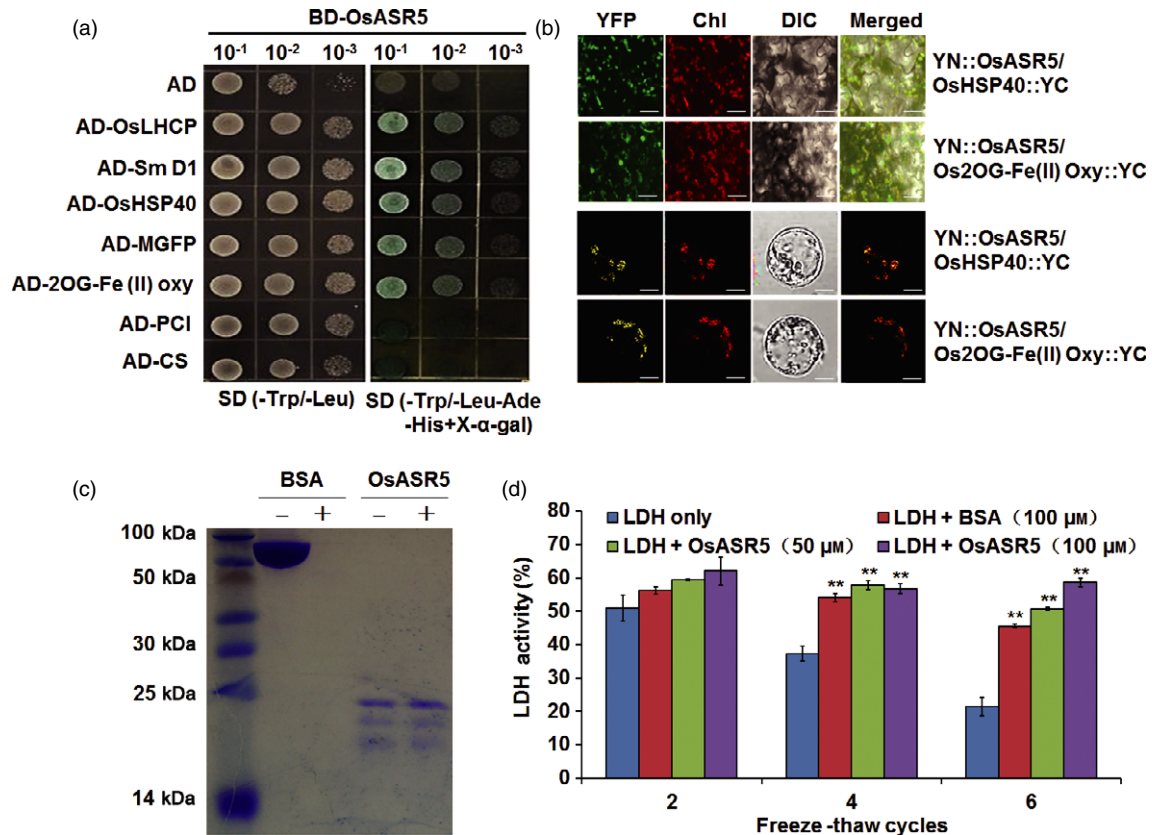 (a)
BD-OsASR5
10-1 10-2 10-3 10-1 10-2 10-3
AD
AD-OsLHCP
AD-Sm D1
AD-OsHSP40
AD-MGFP
AD-2OG-Fe (II) oxy
AD-PCI
AD-CS
SD (-Trp/-Leu)
SD (-Trp/-Leu-Ade
-His+X-α-gal)
(b)
YFP Chl DIC Merged
YN::OsASR5/
OsHSP40::YC
YN::OsASR5/
Os2OG-Fe(II) Oxy::YC
YN::OsASR5/
OsHSP40::YC
YN::OsASR5/
Os2OG-Fe(II) Oxy::YC
(c)
BSA OsASR5
– + – +
100 kDa
50 kDa
30 kDa
25 kDa
14 kDa
(d)
LDH only
LDH + BSA (100 µM)
LDH + OsASR5 (50 µM)
LDH + OsASR5 (100 µM)
LDH activity (%)
80
70
60
50
40
30
20
10
0
** ** **
** ** **
2 4 6
Freeze -thaw cycles